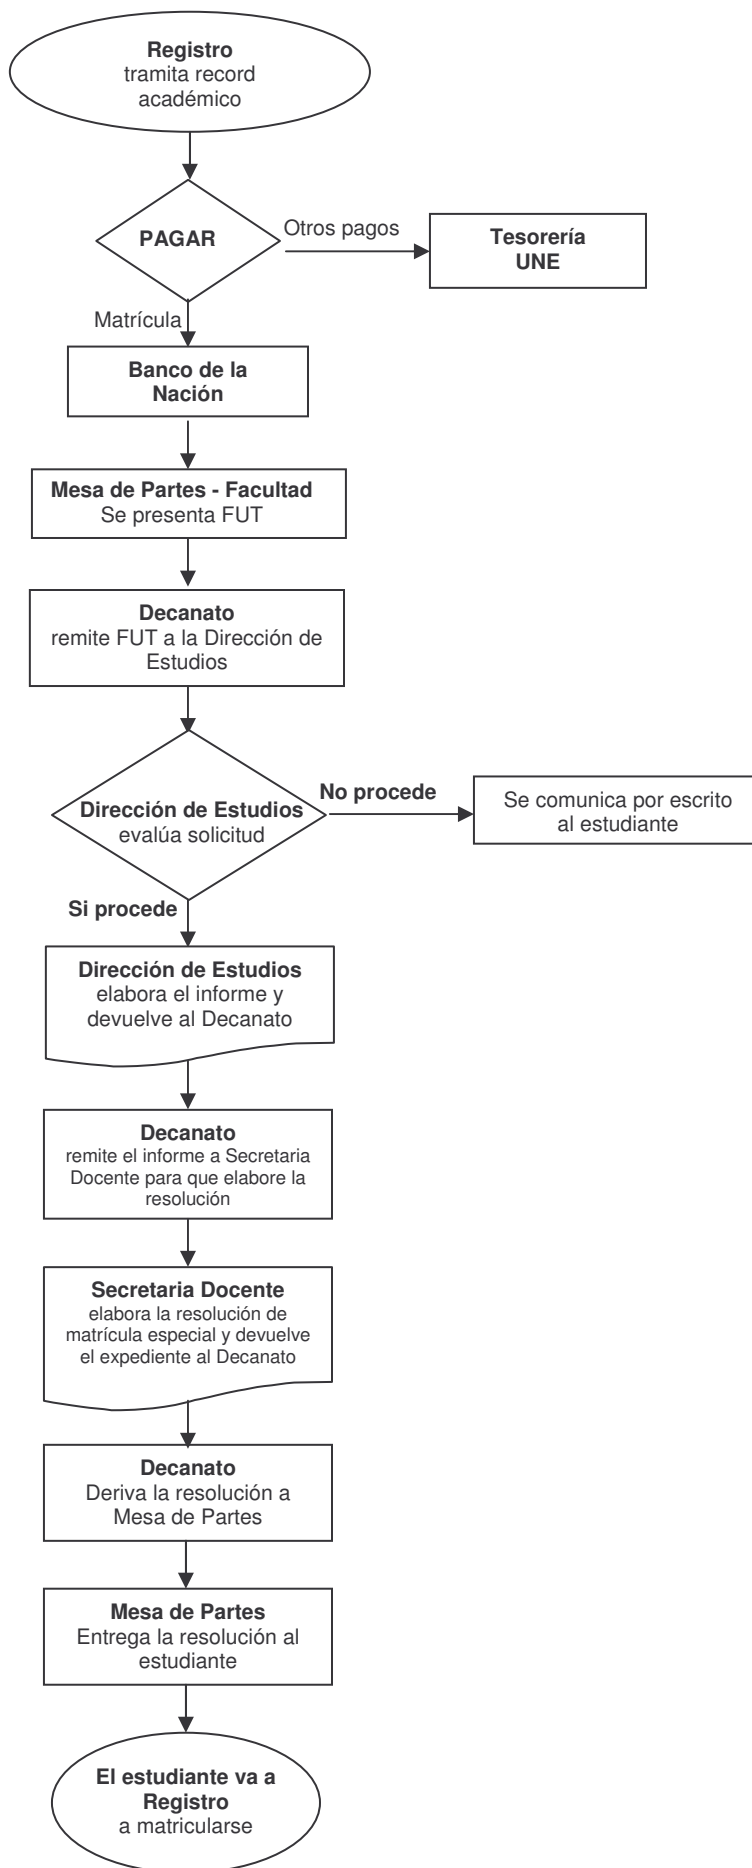 Registro
tramita record
académico
PAGAR
Otros pagos
Tesorería
UNE
Matrícula
Banco de la
Nación
Mesa de Partes - Facultad
Se presenta FUT
Decanato
remite FUT a la Dirección de
Estudios
Dirección de Estudios
evalúa solicitud
No procede
Se comunica por escrito
al estudiante
Si procede
Dirección de Estudios
elabora el informe y
devuelve al Decanato
Decanato
remite el informe a Secretaria
Docente para que elabore la
resolución
Secretaria Docente
elabora la resolución de
matrícula especial y devuelve
el expediente al Decanato
Decanato
Deriva la resolución a
Mesa de Partes
Mesa de Partes
Entrega la resolución al
estudiante
El estudiante va a
Registro
a matricularse